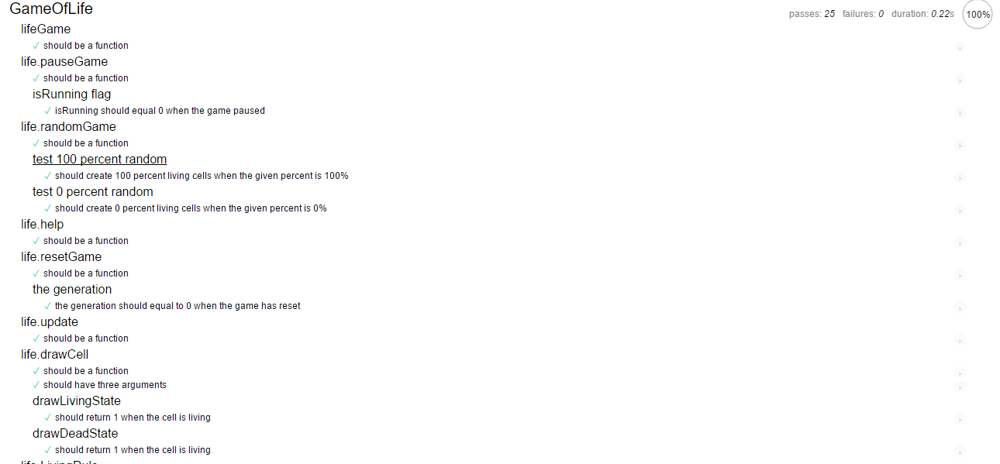 GameOfLife
passes: 25 failures: 0 duration: 0.22s 100%
lifeGame
✓ should be a function
life.pauseGame
✓ should be a function
isRunning flag
✓ isRunning should equal 0 when the game paused
life.randomGame
✓ should be a function
test 100 percent random
✓ should create 100 percent living cells when the given percent is 100%
test 0 percent random
✓ should create 0 percent living cells when the given percent is 0%
life.help
✓ should be a function
life.resetGame
✓ should be a function
the generation
✓ the generation should equal to 0 when the game has reset
life.update
✓ should be a function
life.drawCell
✓ should be a function
✓ should have three arguments
drawLivingState
✓ should return 1 when the cell is living
drawDeadState
✓ should return 1 when the cell is living
life.LivingRule